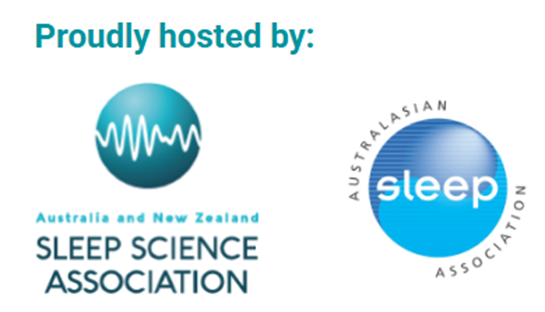 Proudly hosted by:
Australia and New Zealand
SLEEP SCIENCE
ASSOCIATION
AUSTRALASIAN
sleep
ASSOCIATION